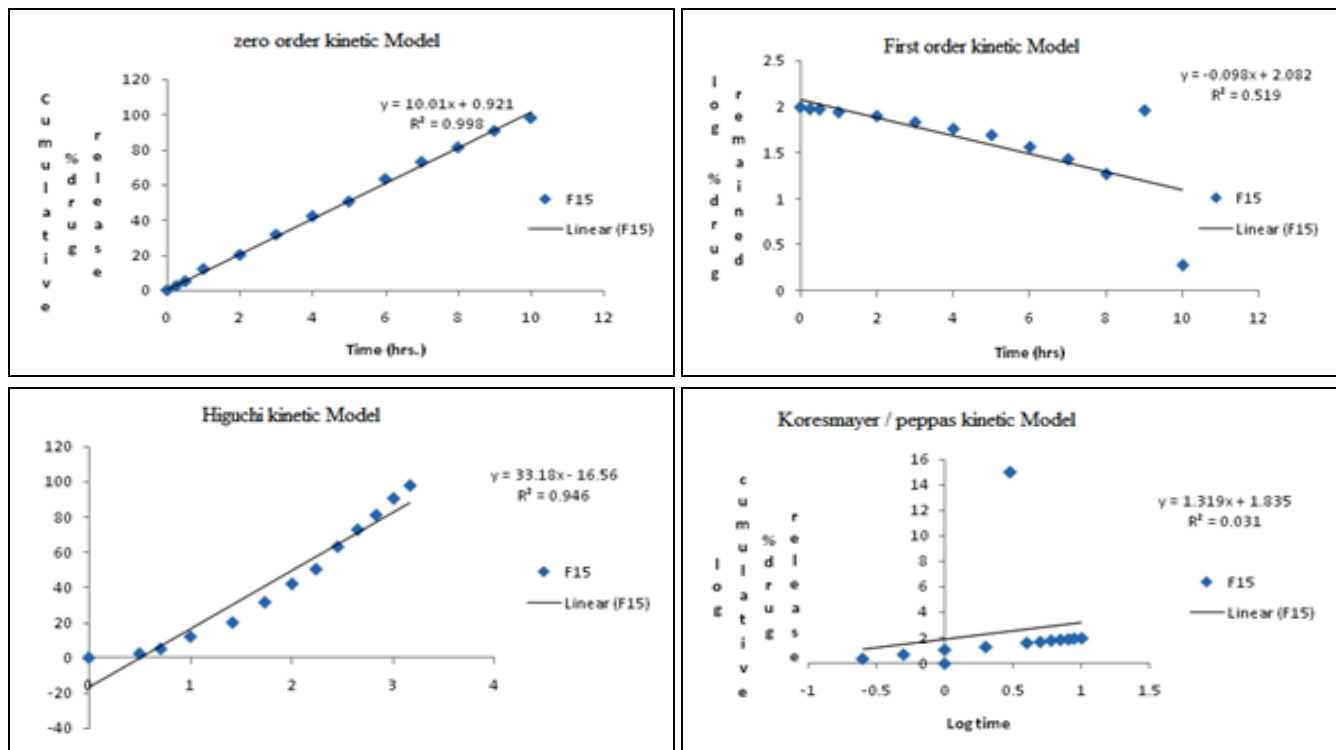 zero order kinetic Model
Cumulative
%drug
release
120
100
80
60
40
20
0
y = 10.01x + 0.921
R² = 0.998
F15
Linear (F15)
0 2 4 6 8 10 12
Time (hrs.)
First order kinetic Model
log %drug
remained
2.5
2
1.5
1
0.5
0
y = -0.098x + 2.082
R² = 0.519
F15
Linear (F15)
0 2 4 6 8 10 12
Time (hrs)
Higuchi kinetic Model
120
100
80
60
40
20
0
-20
-40
y = 33.18x - 16.56
R² = 0.946
F15
Linear (F15)
0 1 2 3 4
Koresmayer / peppas kinetic Model
log
cumulative
%drug
release
16
14
12
10
8
6
4
2
0
y = 1.319x + 1.835
R² = 0.031
F15
Linear (F15)
-1 -0.5 0 0.5 1 1.5
Log time